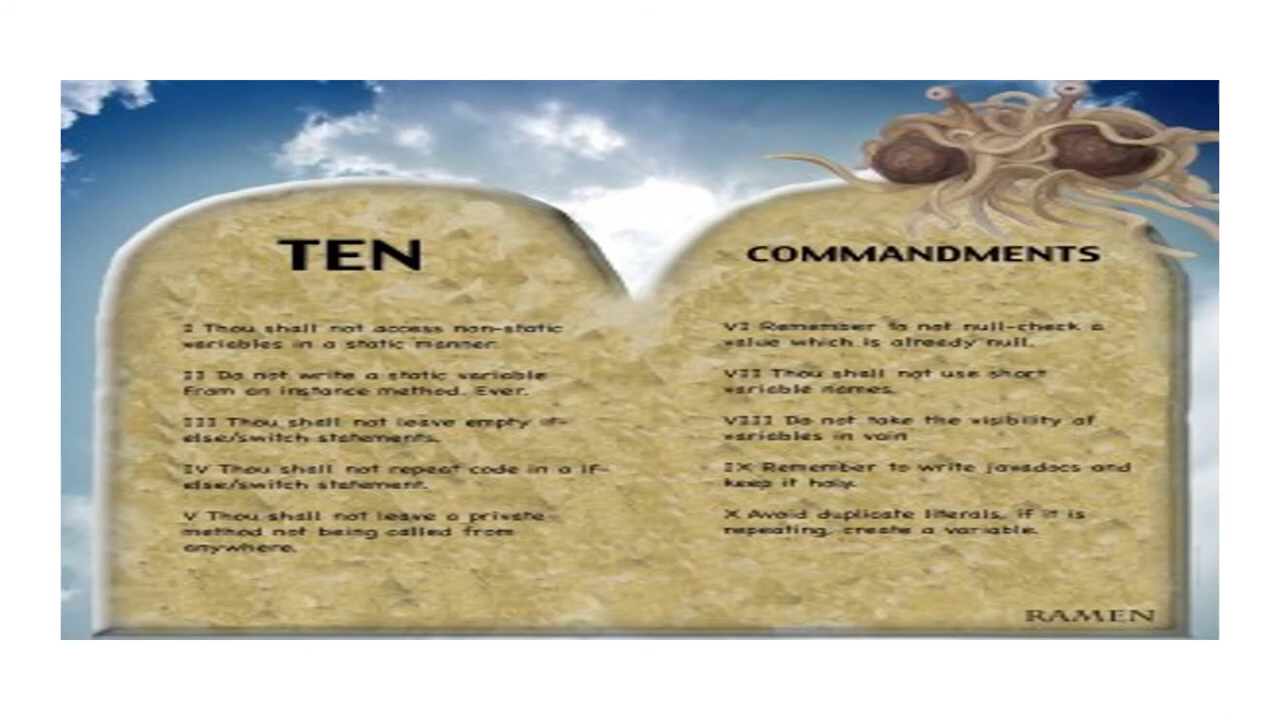 TEN
I Thou shall not access non-static
variables in a static manner.
II Do not write a static variable
from an instance method. Ever.
III Thou shall not leave empty if-
else/switch statements.
IV Thou shall not repeat code in a if-
else/switch statement.
V Thou shall not leave a private
method not being called from
anywhere.
COMMANDMENTS
VI Remember to not null-check a
value which is already null.
VII Thou shall not use short
variable names.
VIII Do not take the visibility of
variables in vain
IX Remember to write javadocs and
keep it holy.
X Avoid duplicate literals, if it is
repeating, create a variable.
RAMEN